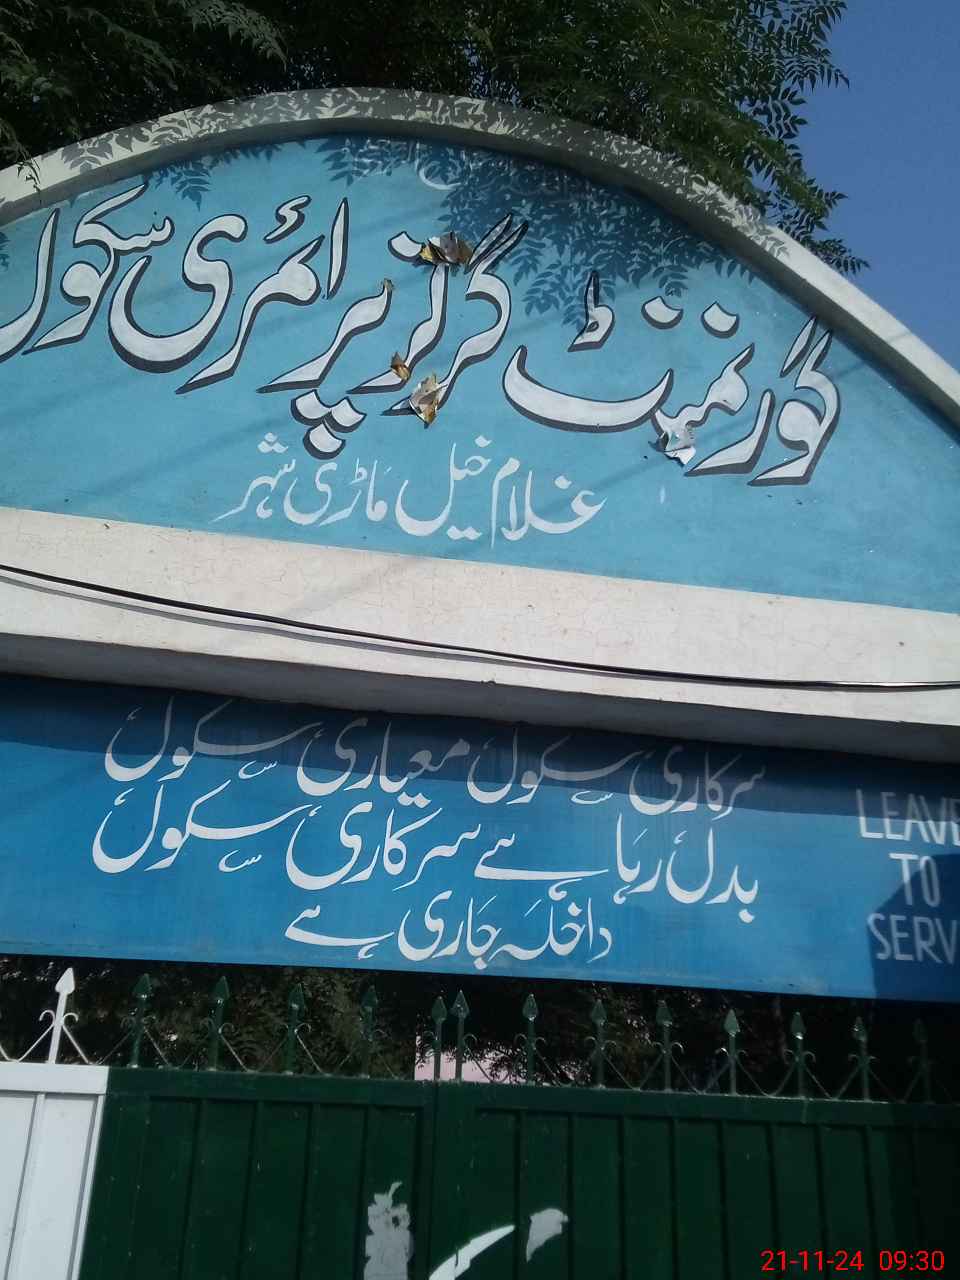 گورنمنٹ گرلز پرائمری سکول
غلام خیل ماڑی شہر
سرکاری سکول معیاری سکول
بدل رہا ہے سرکاری سکول
داخلہ جاری ہے
LEAVE
TO
SERV
21-11-24 09:30